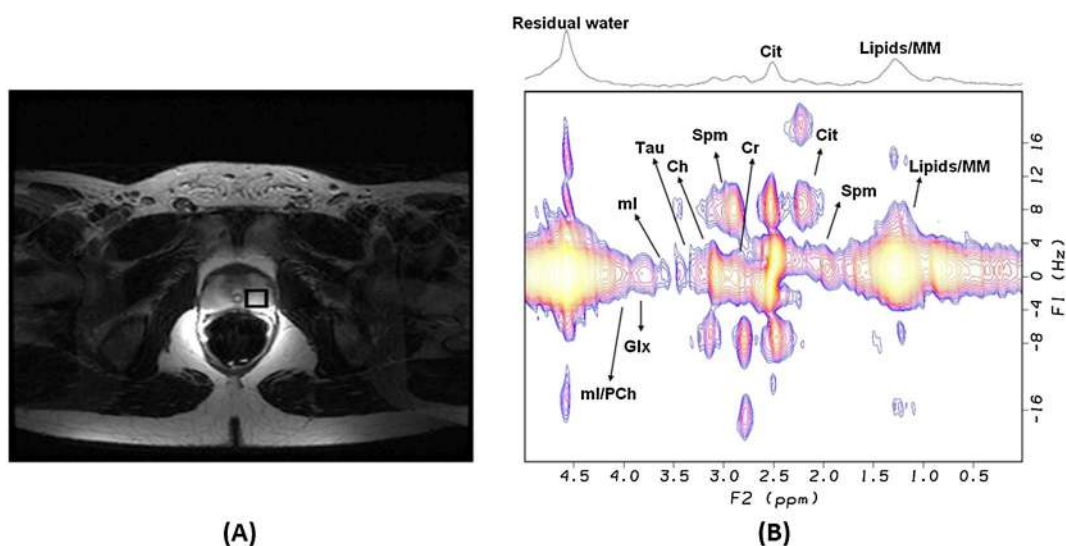 Residual water
Cit
Lipids/MM
Spm
Cr
Cit
Tau
Ch
Spm
Lipids/MM
mI
Glx
mI/PCh
16
12
8
4
0
-4
-8
-16
F1 (Hz)
4.5 4.0 3.5 3.0 2.5 2.0 1.5 1.0 0.5
F2 (ppm)
(A)
(B)